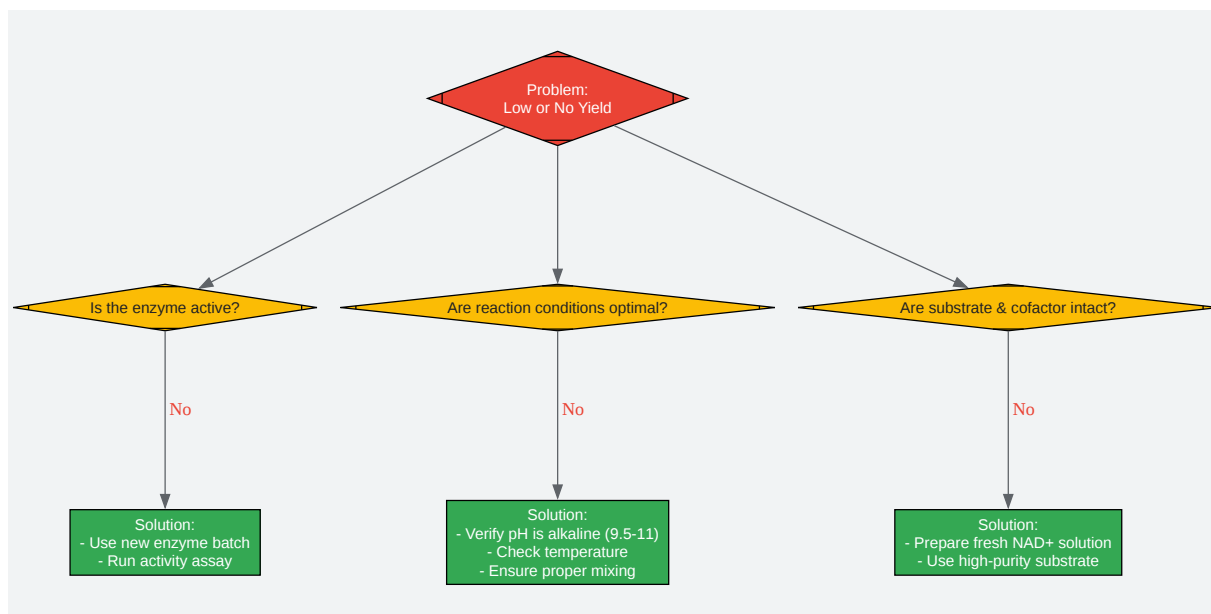 Problem:
Low or No Yield
Is the enzyme active?
Are reaction conditions optimal?
Are substrate & cofactor intact?
No
No
No
Solution:
- Use new enzyme batch
- Run activity assay
Solution:
- Verify pH is alkaline (9.5-11)
- Check temperature
- Ensure proper mixing
Solution:
- Prepare fresh NAD+ solution
- Use high-purity substrate